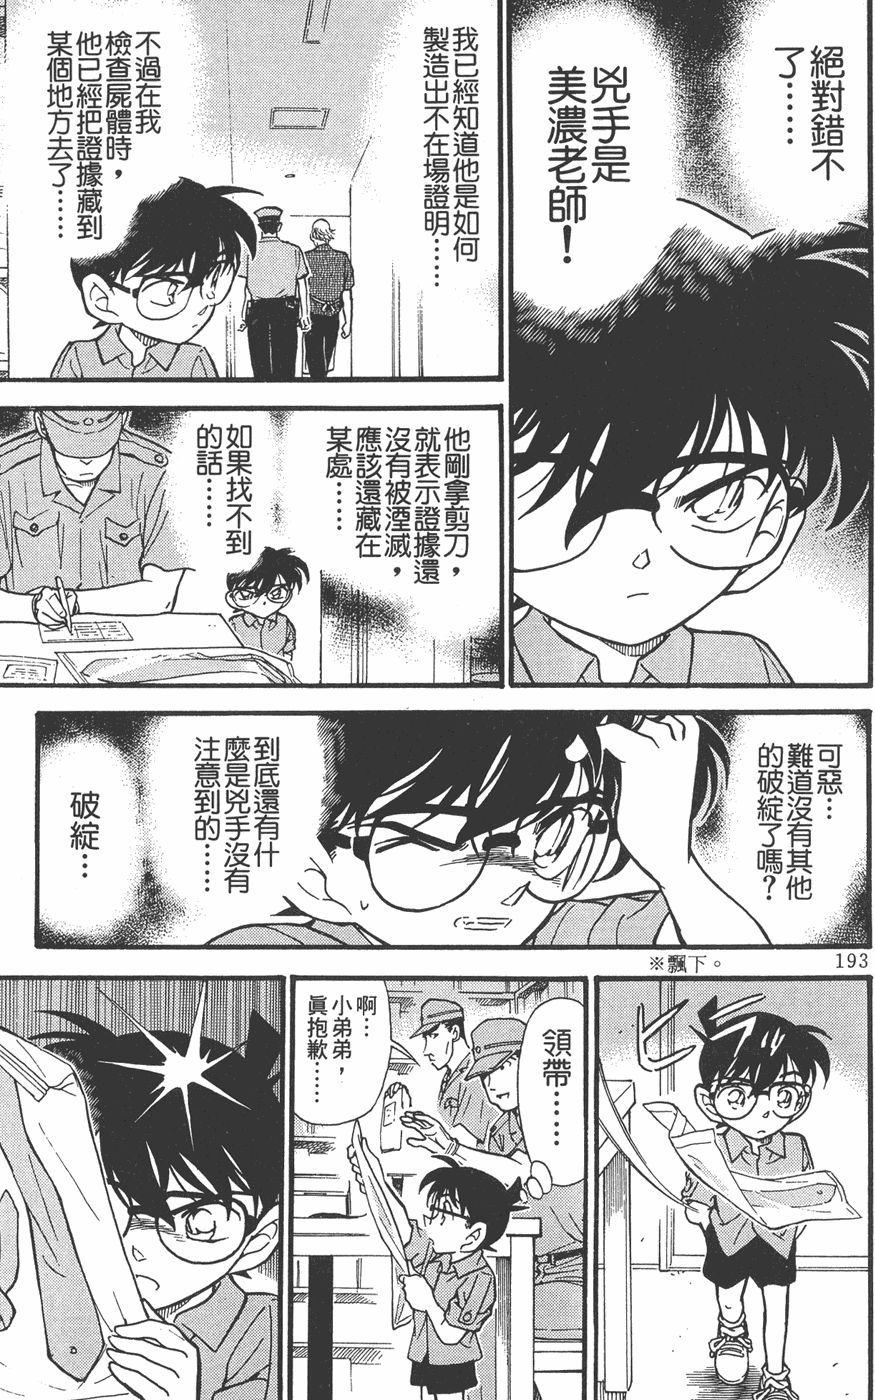 絕對錯不
了……
兇手是
美濃老師！
我已經知道他是如何
製造出不在場證明……
不過在我
檢查屍體時，
他已經把證據藏到
某個地方去了……
他剛拿剪刀，
就表示證據還
沒有被湮滅，
應該還藏在
某處……
如果找不到
的話……
可惡…
難道沒有其他
的破綻了嗎？
到底還有什
麼是兇手沒有
注意到的……
破綻…
193
※飄下。
ピラッ
領帶……
啊…
小弟弟，
眞抱歉……